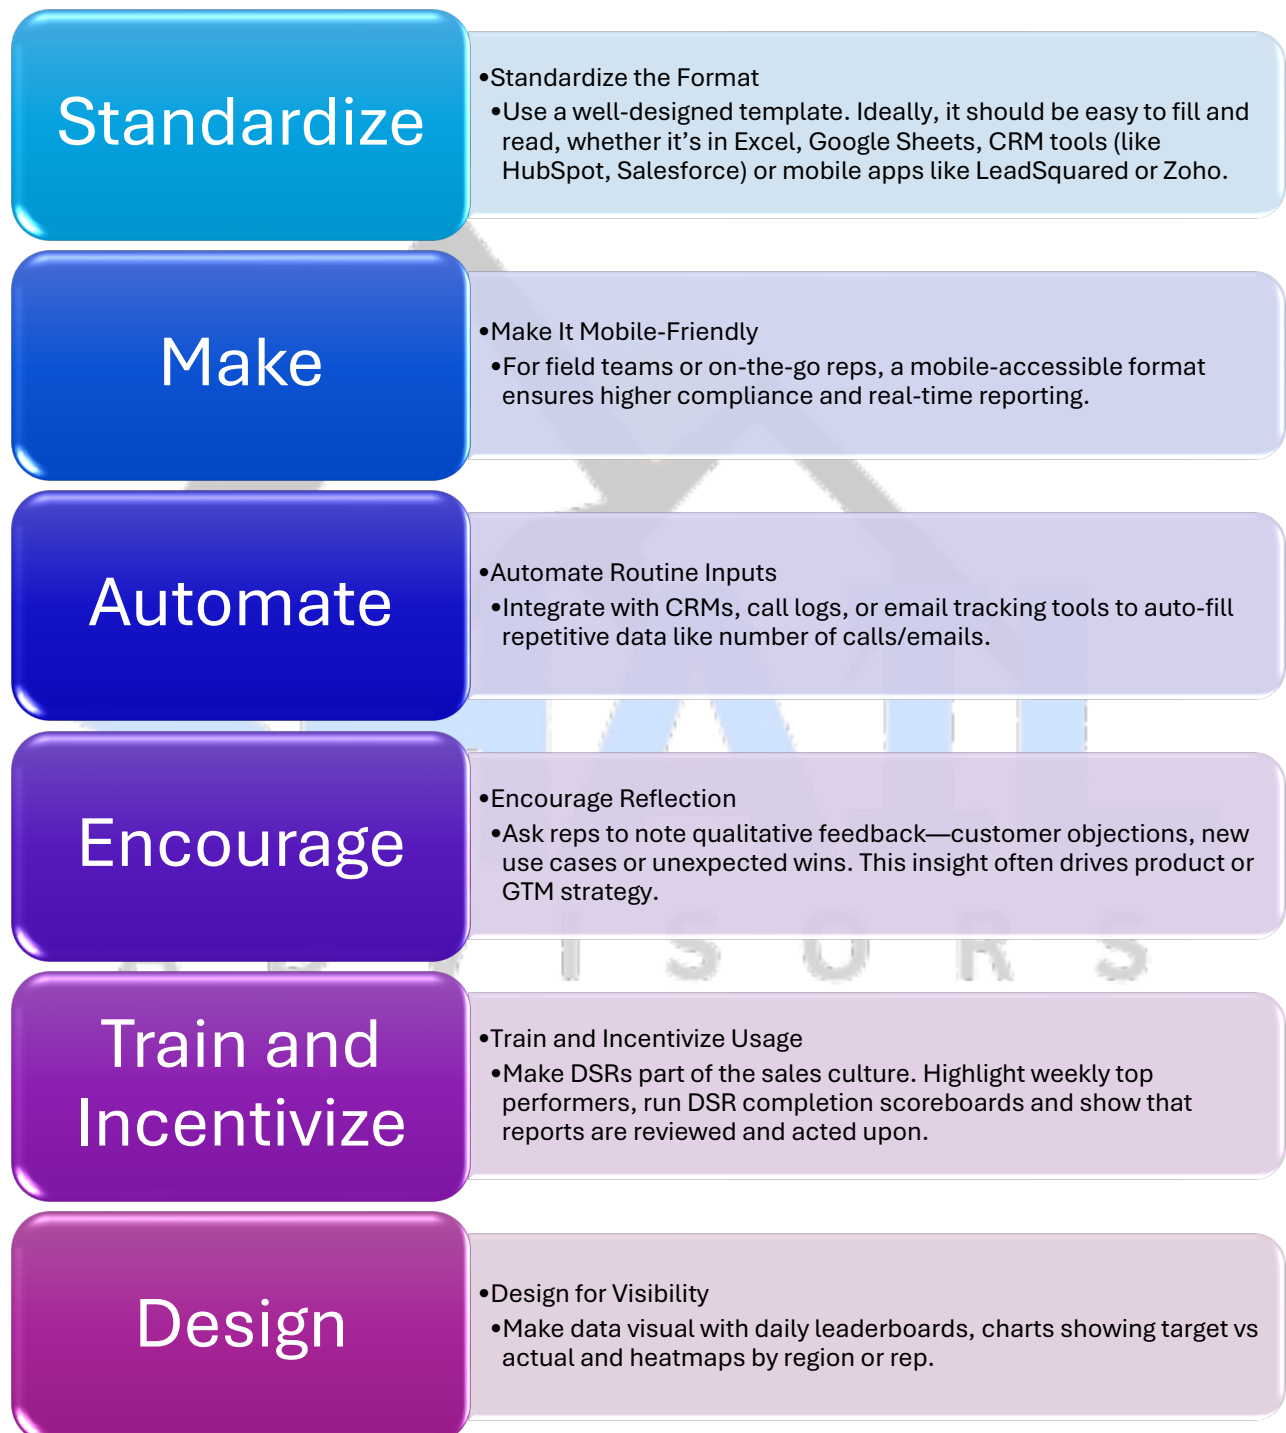 Standardize
•Standardize the Format
•Use a well-designed template. Ideally, it should be easy to fill and
read, whether it's in Excel, Google Sheets, CRM tools (like
HubSpot, Salesforce) or mobile apps like LeadSquared or Zoho.
Make
•Make It Mobile-Friendly
•For field teams or on-the-go reps, a mobile-accessible format
ensures higher compliance and real-time reporting.
Automate
•Automate Routine Inputs
•Integrate with CRMs, call logs, or email tracking tools to auto-fill
repetitive data like number of calls/emails.
Encourage
•Encourage Reflection
•Ask reps to note qualitative feedback—customer objections, new
use cases or unexpected wins. This insight often drives product or
GTM strategy.
Train and
Incentivize
•Train and Incentivize Usage
•Make DSRs part of the sales culture. Highlight weekly top
performers, run DSR completion scoreboards and show that
reports are reviewed and acted upon.
Design
•Design for Visibility
•Make data visual with daily leaderboards, charts showing target vs
actual and heatmaps by region or rep.